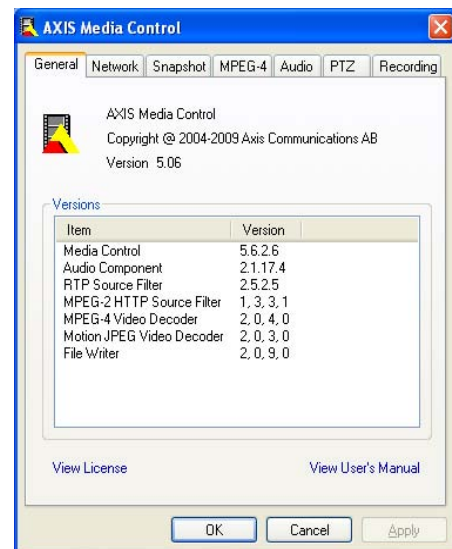 AXIS Media Control
General Network Snapshot MPEG-4 Audio PTZ Recording
AXIS Media Control
Copyright @ 2004-2009 Axis Communications AB
Version 5.06
Versions
Item Version
Media Control 5.6.2.6
Audio Component 2.1.17.4
RTP Source Filter 2.5.2.5
MPEG-2 HTTP Source Filter 1, 3, 3, 1
MPEG-4 Video Decoder 2, 0, 4, 0
Motion JPEG Video Decoder 2, 0, 3, 0
File Writer 2, 0, 9, 0
View License View User's Manual
OK Cancel Apply